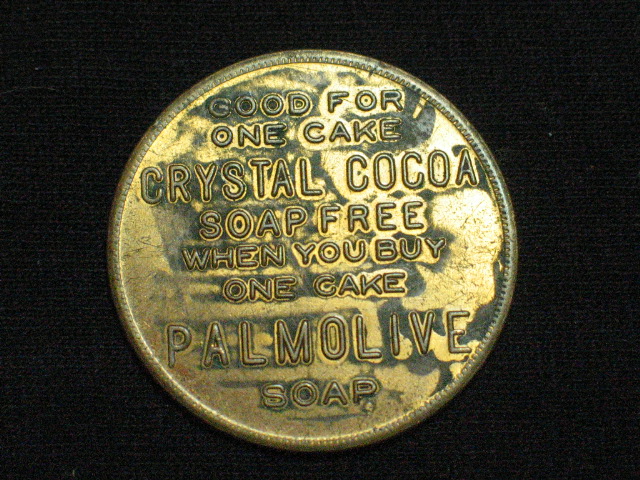 GOOD FOR
ONE CAKE
CRYSTAL COCOA
SOAP FREE
WHEN YOU BUY
ONE CAKE
PALMOLIVE
SOAP